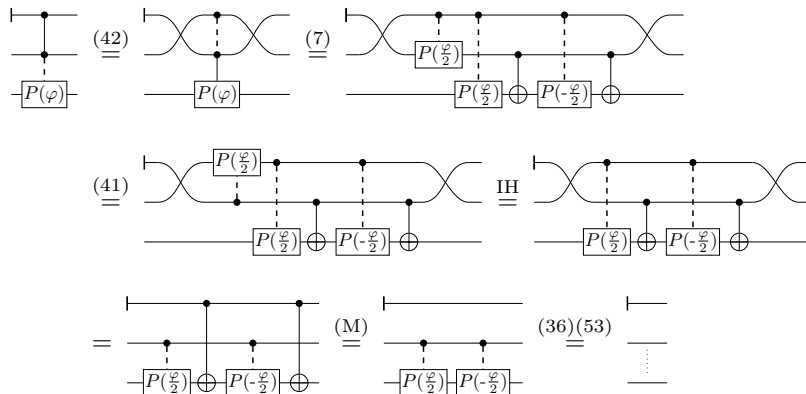 (42) = (7) =
P(φ) P(φ) P(φ/2) P(φ/2) P(-φ/2)
(41) = P(φ/2) IH =
P(φ/2) P(-φ/2) P(φ/2) P(-φ/2)
= (M) = (36)(53) =
P(φ/2) P(-φ/2) P(φ/2) P(-φ/2)